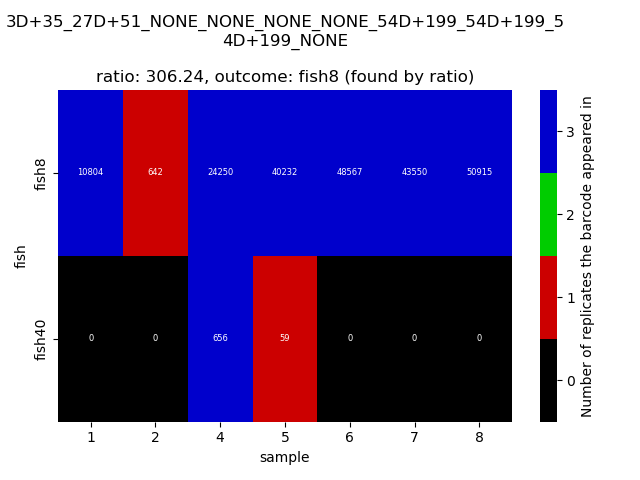 3D+35_27D+51_NONE_NONE_NONE_NONE_54D+199_54D+199_5
4D+199_NONE
ratio: 306.24, outcome: fish8 (found by ratio)
fish8
10804 642 24250 40232 48567 43550 50915
fish
fish40
0 0 656 59 0 0 0
1 2 4 5 6 7 8
sample
3
2
1
0
Number of replicates the barcode appeared in